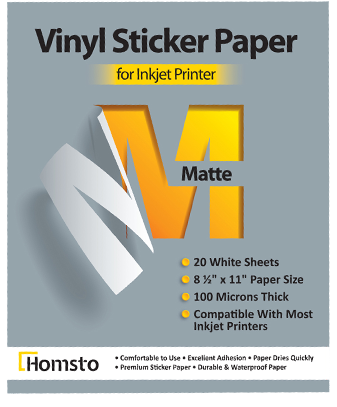 Vinyl Sticker Paper
for Inkjet Printer
M
Matte
20 White Sheets
8 ½" x 11" Paper Size
100 Microns Thick
Compatible With Most
Inkjet Printers
Homsto
• Comfortable to Use • Excellent Adhesion • Paper Dries Quickly
• Premium Sticker Paper • Durable & Waterproof Paper